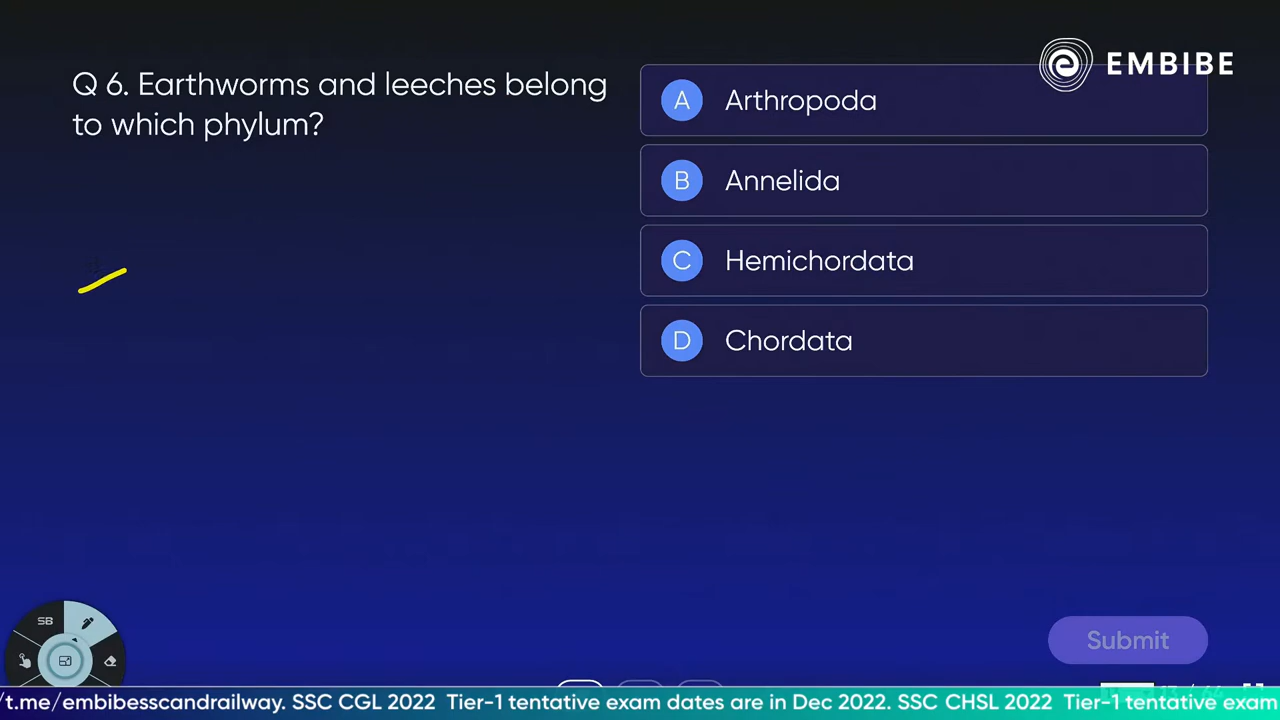 EMBIBE
Q 6. Earthworms and leeches belong
to which phylum?
A Arthropoda
B Annelida
C Hemichordata
D Chordata
SB
Submit
/t.me/embibesscandrailway. SSC CGL 2022 Tier-1 tentative exam dates are in Dec 2022. SSC CHSL 2022 Tier-1 tentative exam